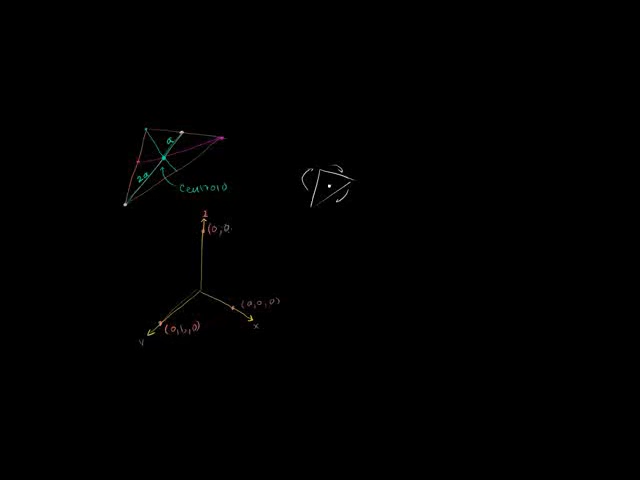 a
2a
Centroid
z
(0,0
(a,0,0)
(0,b,0)
x
y